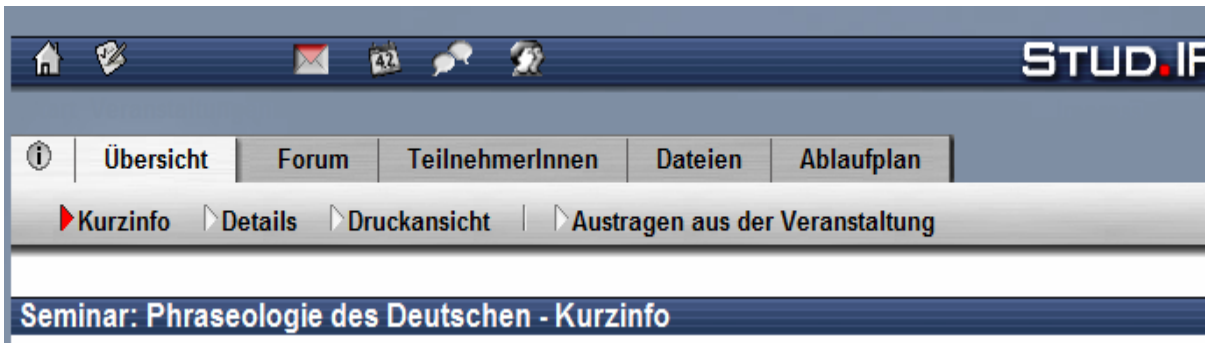 STUD.IP
Übersicht Forum TeilnehmerInnen Dateien Ablaufplan
Kurzinfo Details Druckansicht | Austragen aus der Veranstaltung
Seminar: Phraseologie des Deutschen - Kurzinfo